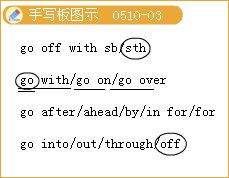 手写板图示 0510-03
go off with sb/sth
go with/go on/go over
go after/ahead/by/in for/for
go into/out/through/off